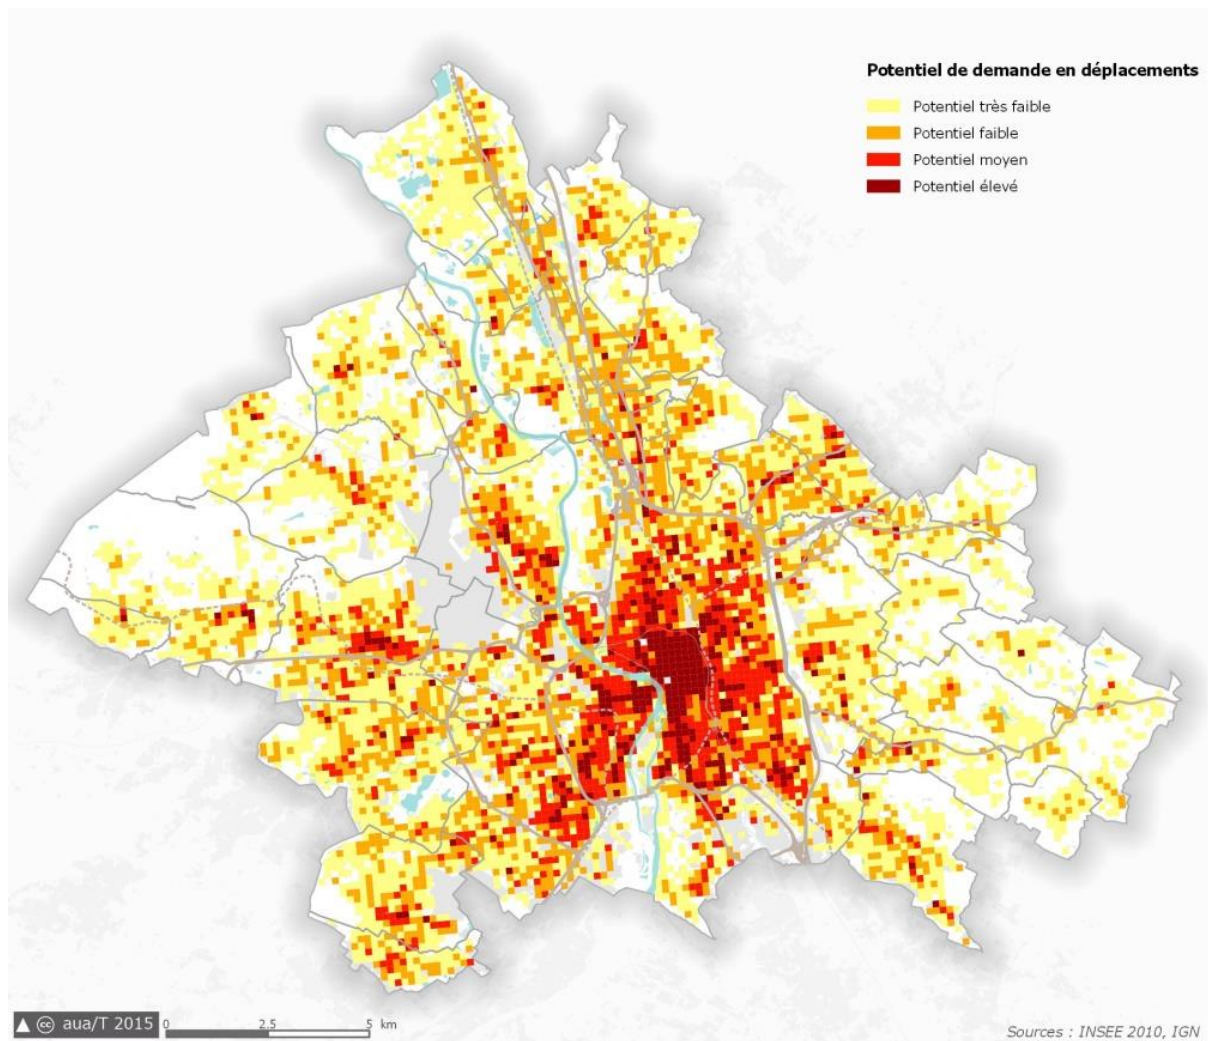 Potentiel de demande en déplacements
Potentiel très faible
Potentiel faible
Potentiel moyen
Potentiel élevé
cc aua/T 2015 0 2.5 5 km
Sources : INSEE 2010, IGN